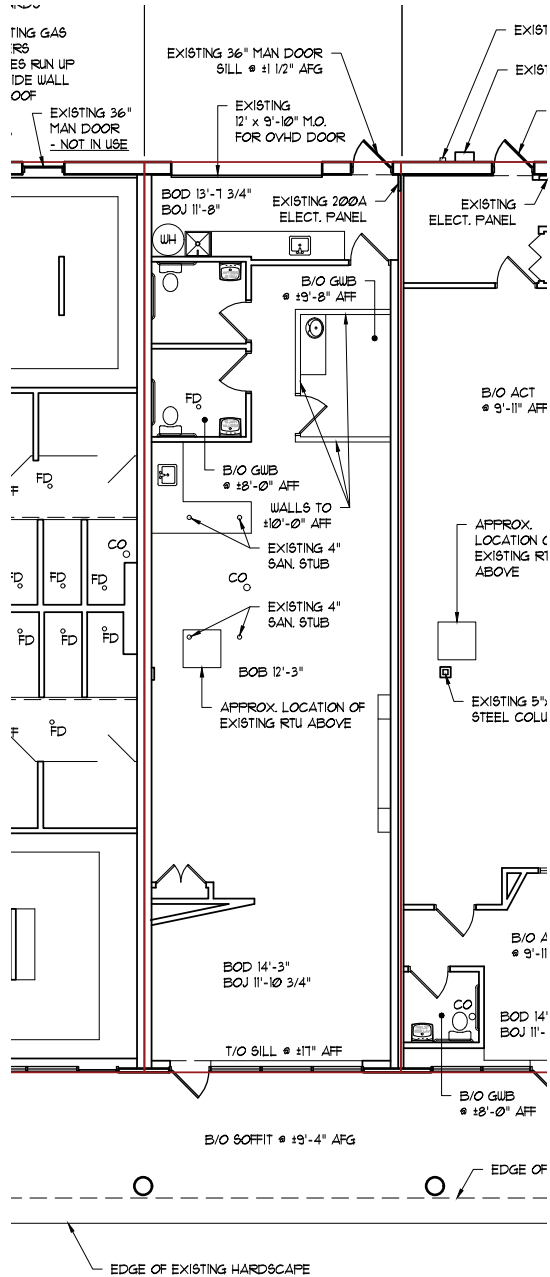 TING GAS
ERS
ES RUN UP
IDE WALL
OOF
EXISTING 36"
MAN DOOR
- NOT IN USE
EXISTING 36" MAN DOOR
SILL @ ±1 1/2" AFG
EXISTING
12' x 9'-10" M.O.
FOR OVHD DOOR
BOD 13'-7 3/4"
BOJ 11'-8"
EXISTING 200A
ELECT. PANEL
EXISTING
ELECT. PANEL
WH
B/O GWB
@ ±9'-8" AFF
B/O ACT
@ 9'-11" AFF
FD
B/O GWB
@ ±8'-0" AFF
WALLS TO
±10'-0" AFF
FD
EXISTING 4"
SAN. STUB
APPROX.
LOCATION O
EXISTING RT
ABOVE
CO
CO
FD
FD
FD
EXISTING 4"
SAN. STUB
FD
FD
FD
BOB 12'-3"
APPROX. LOCATION OF
EXISTING RTU ABOVE
EXISTING 5"x
STEEL COLU
FD
BOD 14'-3"
BOJ 11'-10 3/4"
B/O A
@ 9'-11
CO
BOD 14'
BOJ 11'-
T/O SILL @ ±17" AFF
B/O GWB
@ ±8'-0" AFF
B/O SOFFIT @ ±9'-4" AFG
EDGE OF
EDGE OF EXISTING HARDSCAPE